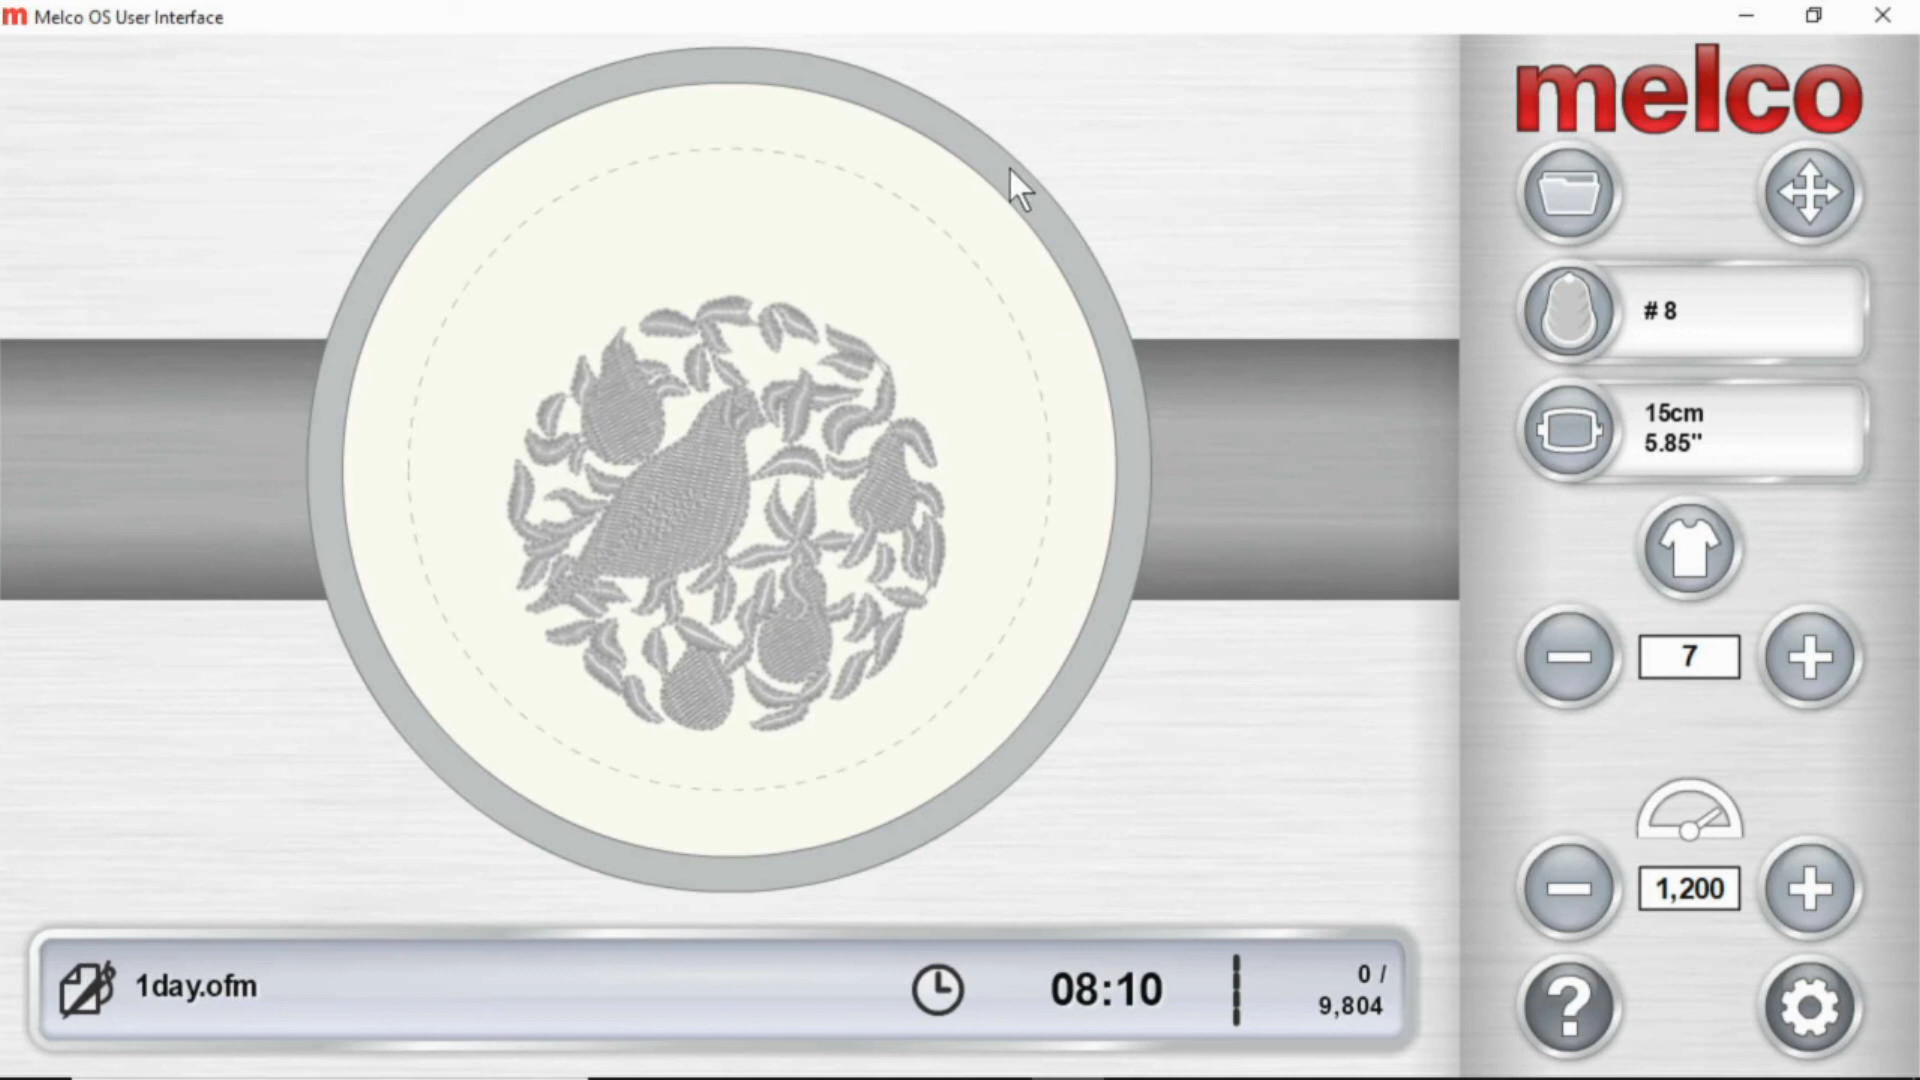 Melco OS User Interface
melco
# 8
15cm
5.85"
7
1,200
1day.ofm
08:10
0 /
9,804